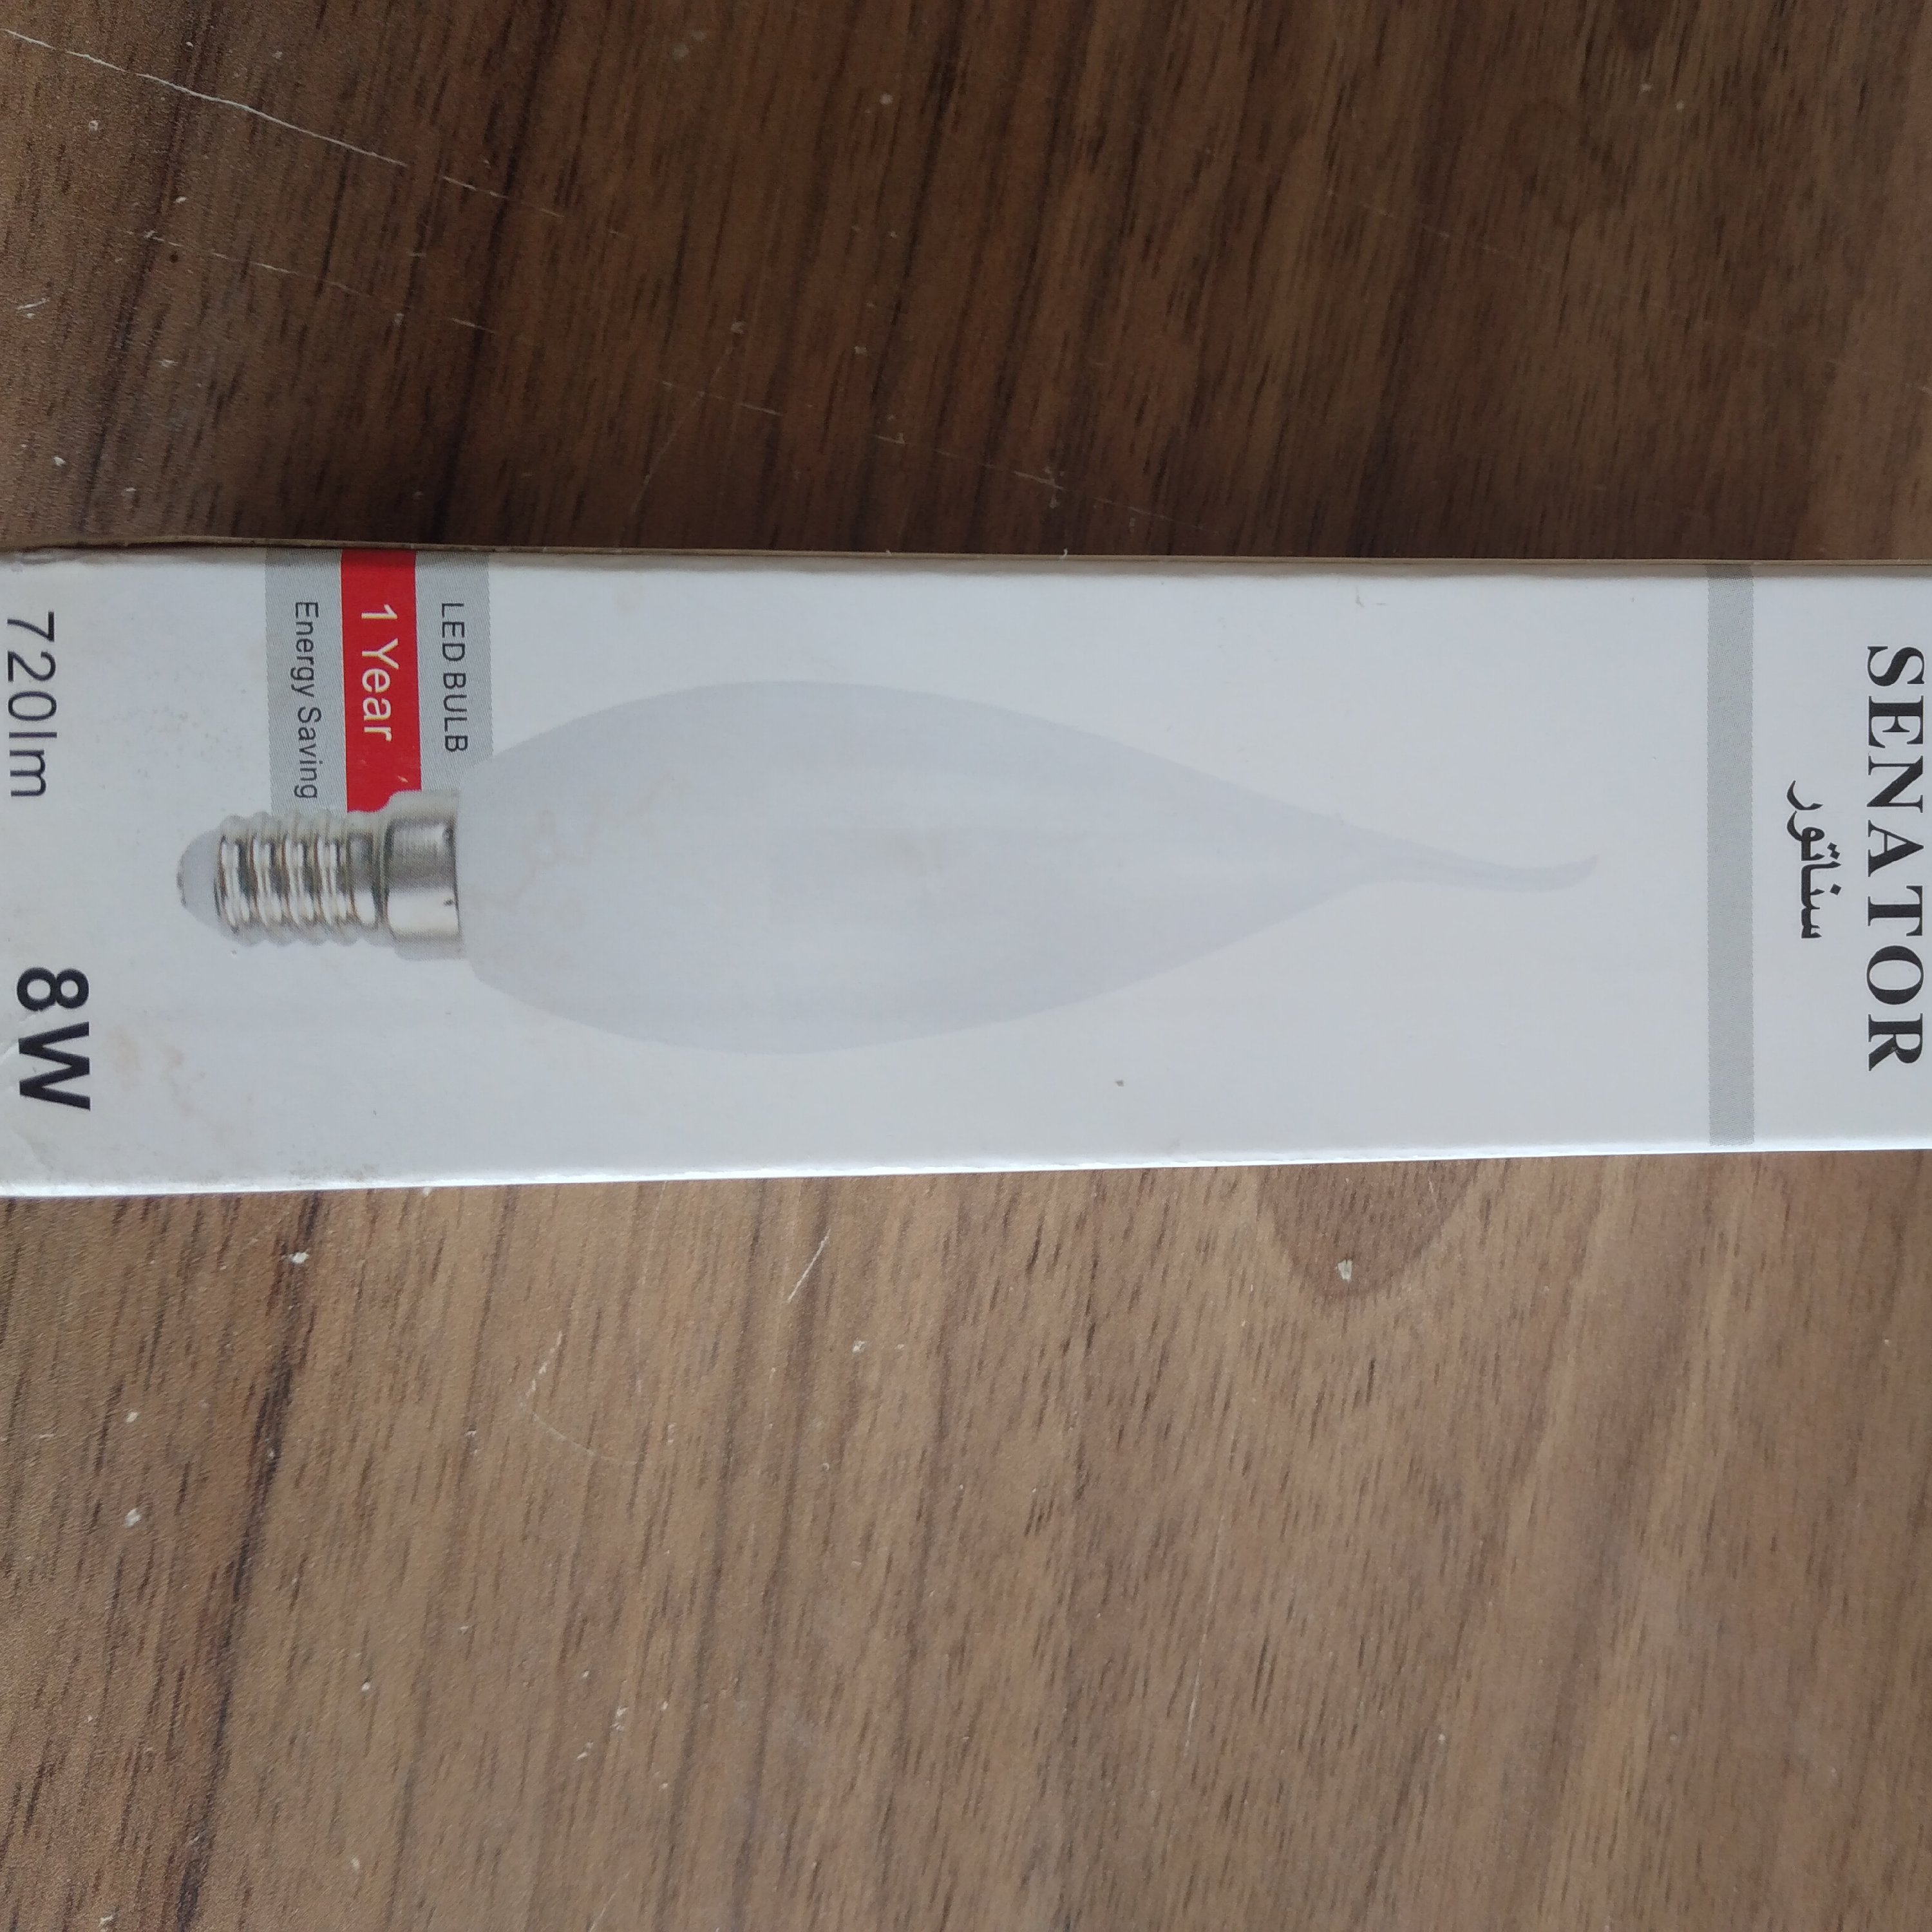 SENATOR
سناتور
LED BULB
1 Year
Energy Saving
720lm
8W